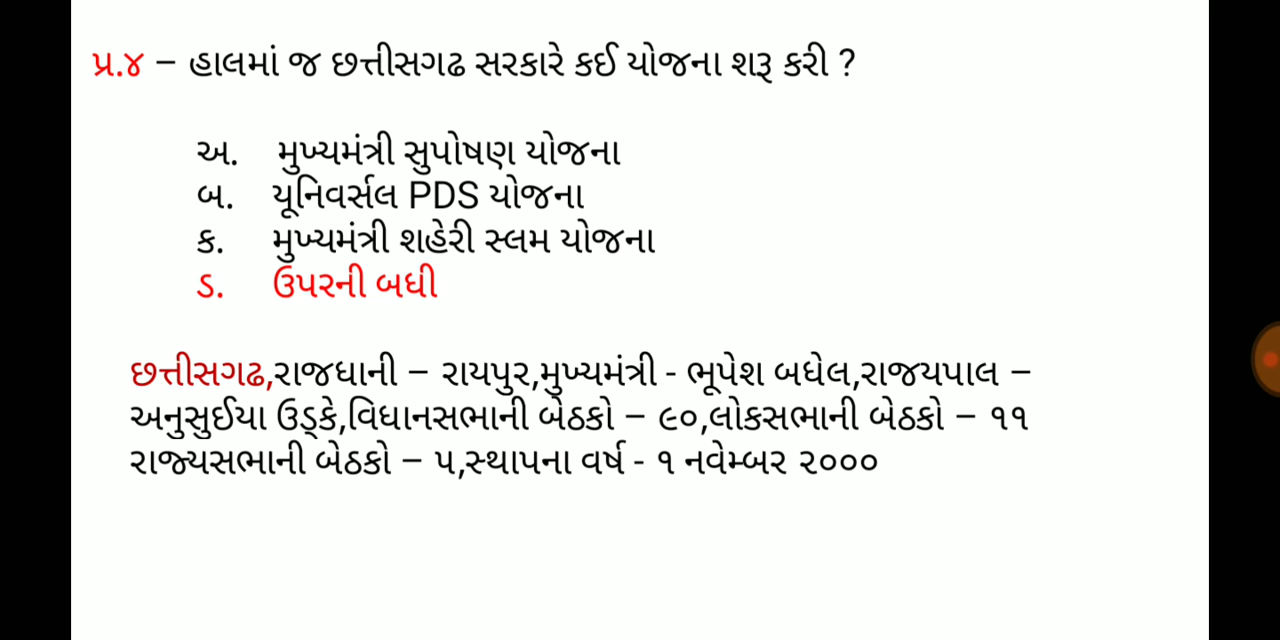 પ્ર.૪ – હાલમાં જ છત્તીસગઢ સરકારે કઈ યોજના શરૂ કરી ?
અ. મુખ્યમંત્રી સુપોષણ યોજના
બ. યૂનિવર્સલ PDS યોજના
ક. મુખ્યમંત્રી શહેરી સ્લમ યોજના
ડ. ઉપરની બધી
છત્તીસગઢ,રાજધાની – રાયપુર,મુખ્યમંત્રી - ભૂપેશ બધેલ,રાજયપાલ –
અનુસુઈયા ઉડ્કે,વિધાનસભાની બેઠકો – ૯૦,લોકસભાની બેઠકો – ૧૧
રાજ્યસભાની બેઠકો – ૫,સ્થાપના વર્ષ - ૧ નવેમ્બર ૨૦૦૦